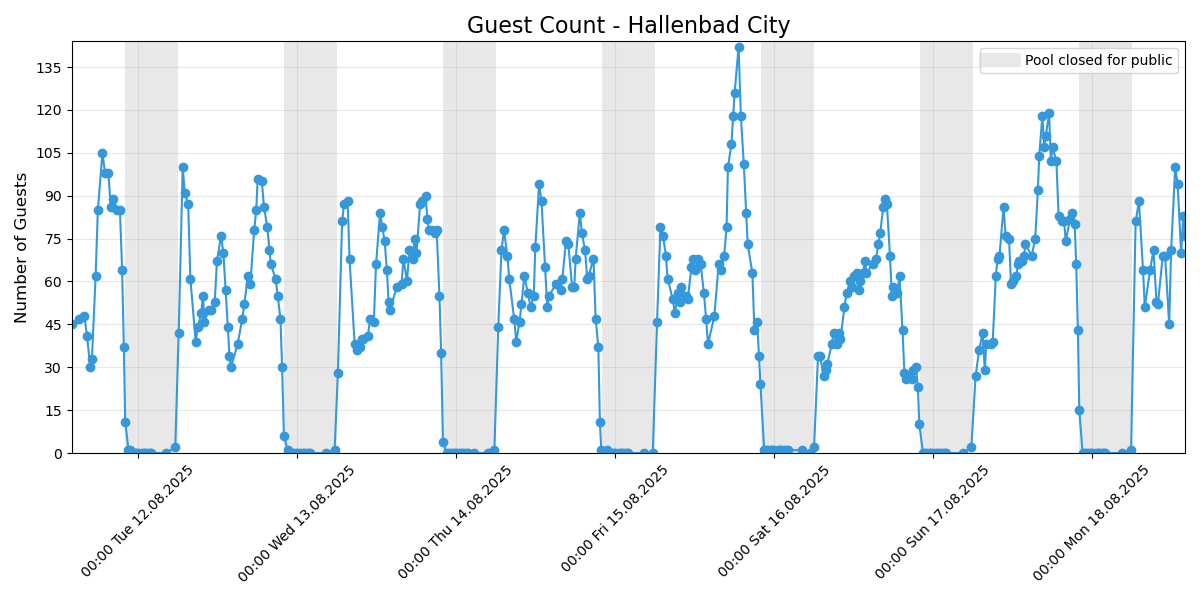 Guest Count - Hallenbad City
Pool closed for public
Number of Guests
135
120
105
90
75
60
45
30
15
0
00:00 Tue 12.08.2025
00:00 Wed 13.08.2025
00:00 Thu 14.08.2025
00:00 Fri 15.08.2025
00:00 Sat 16.08.2025
00:00 Sun 17.08.2025
00:00 Mon 18.08.2025